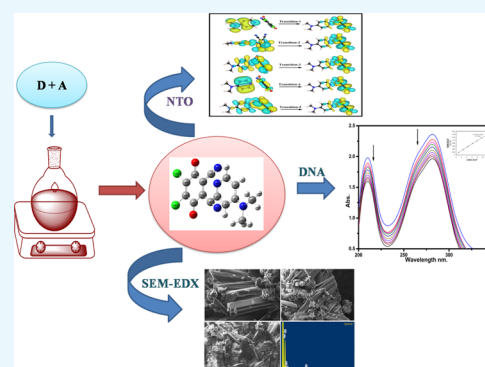 D + A
NTO
Transition-1
Transition-2
Transition-3
Transition-4
Transition-5
DNA
SEM-EDX
Abs.
2.5
2.0
1.5
1.0
0.5
200
250
300
Wavelength nm.